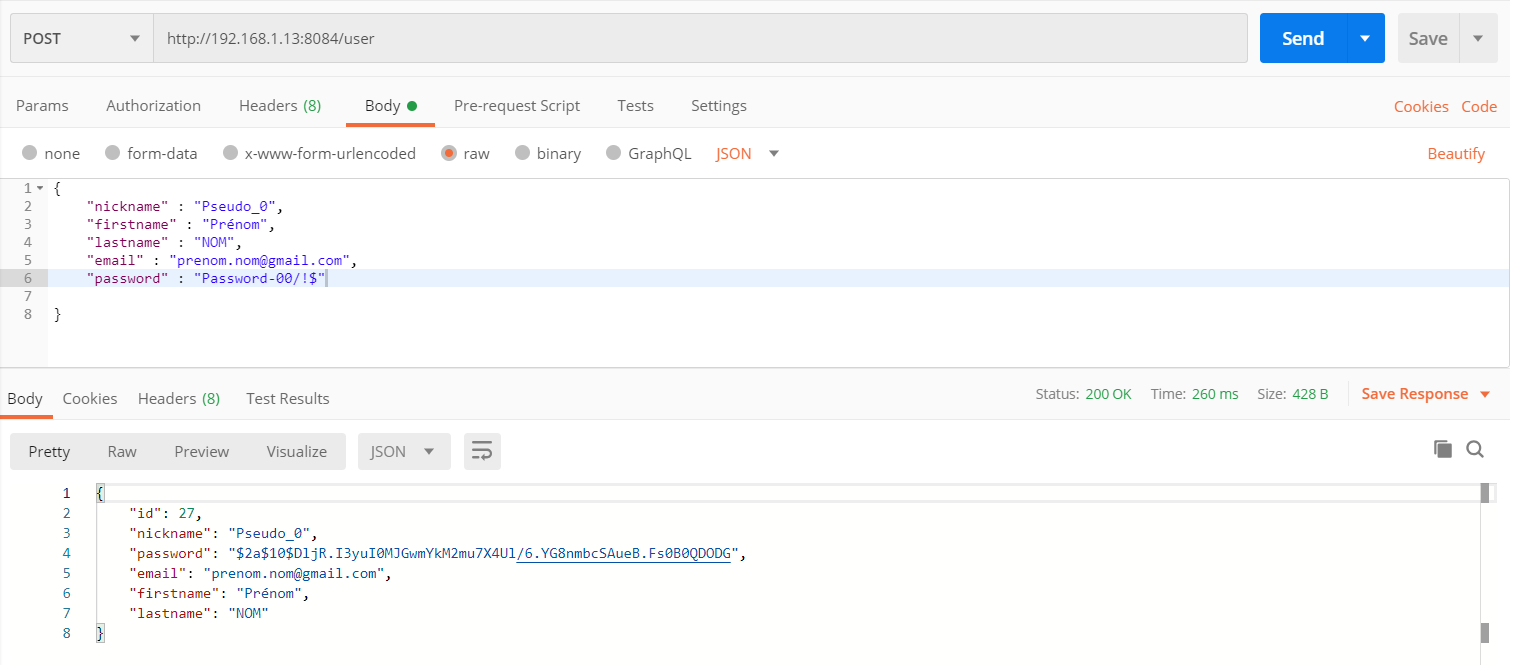 POST http://192.168.1.13:8084/user Send Save
Params Authorization Headers (8) Body Pre-request Script Tests Settings Cookies Code
none form-data x-www-form-urlencoded raw binary GraphQL JSON Beautify
1 {
2 "nickname" : "Pseudo_0",
3 "firstname" : "Prénom",
4 "lastname" : "NOM",
5 "email" : "prenom.nom@gmail.com",
6 "password" : "Password-00/!$"
7
8 }
Body Cookies Headers (8) Test Results Status: 200 OK Time: 260 ms Size: 428 B Save Response
Pretty Raw Preview Visualize JSON
1 {
2 "id": 27,
3 "nickname": "Pseudo_0",
4 "password": "$2a$10$DljR.I3yuI0MJGwmYkM2mu7X4Ul/6.YG8nmbcSAueB.Fs0B0QDODG",
5 "email": "prenom.nom@gmail.com",
6 "firstname": "Prénom",
7 "lastname": "NOM"
8 }